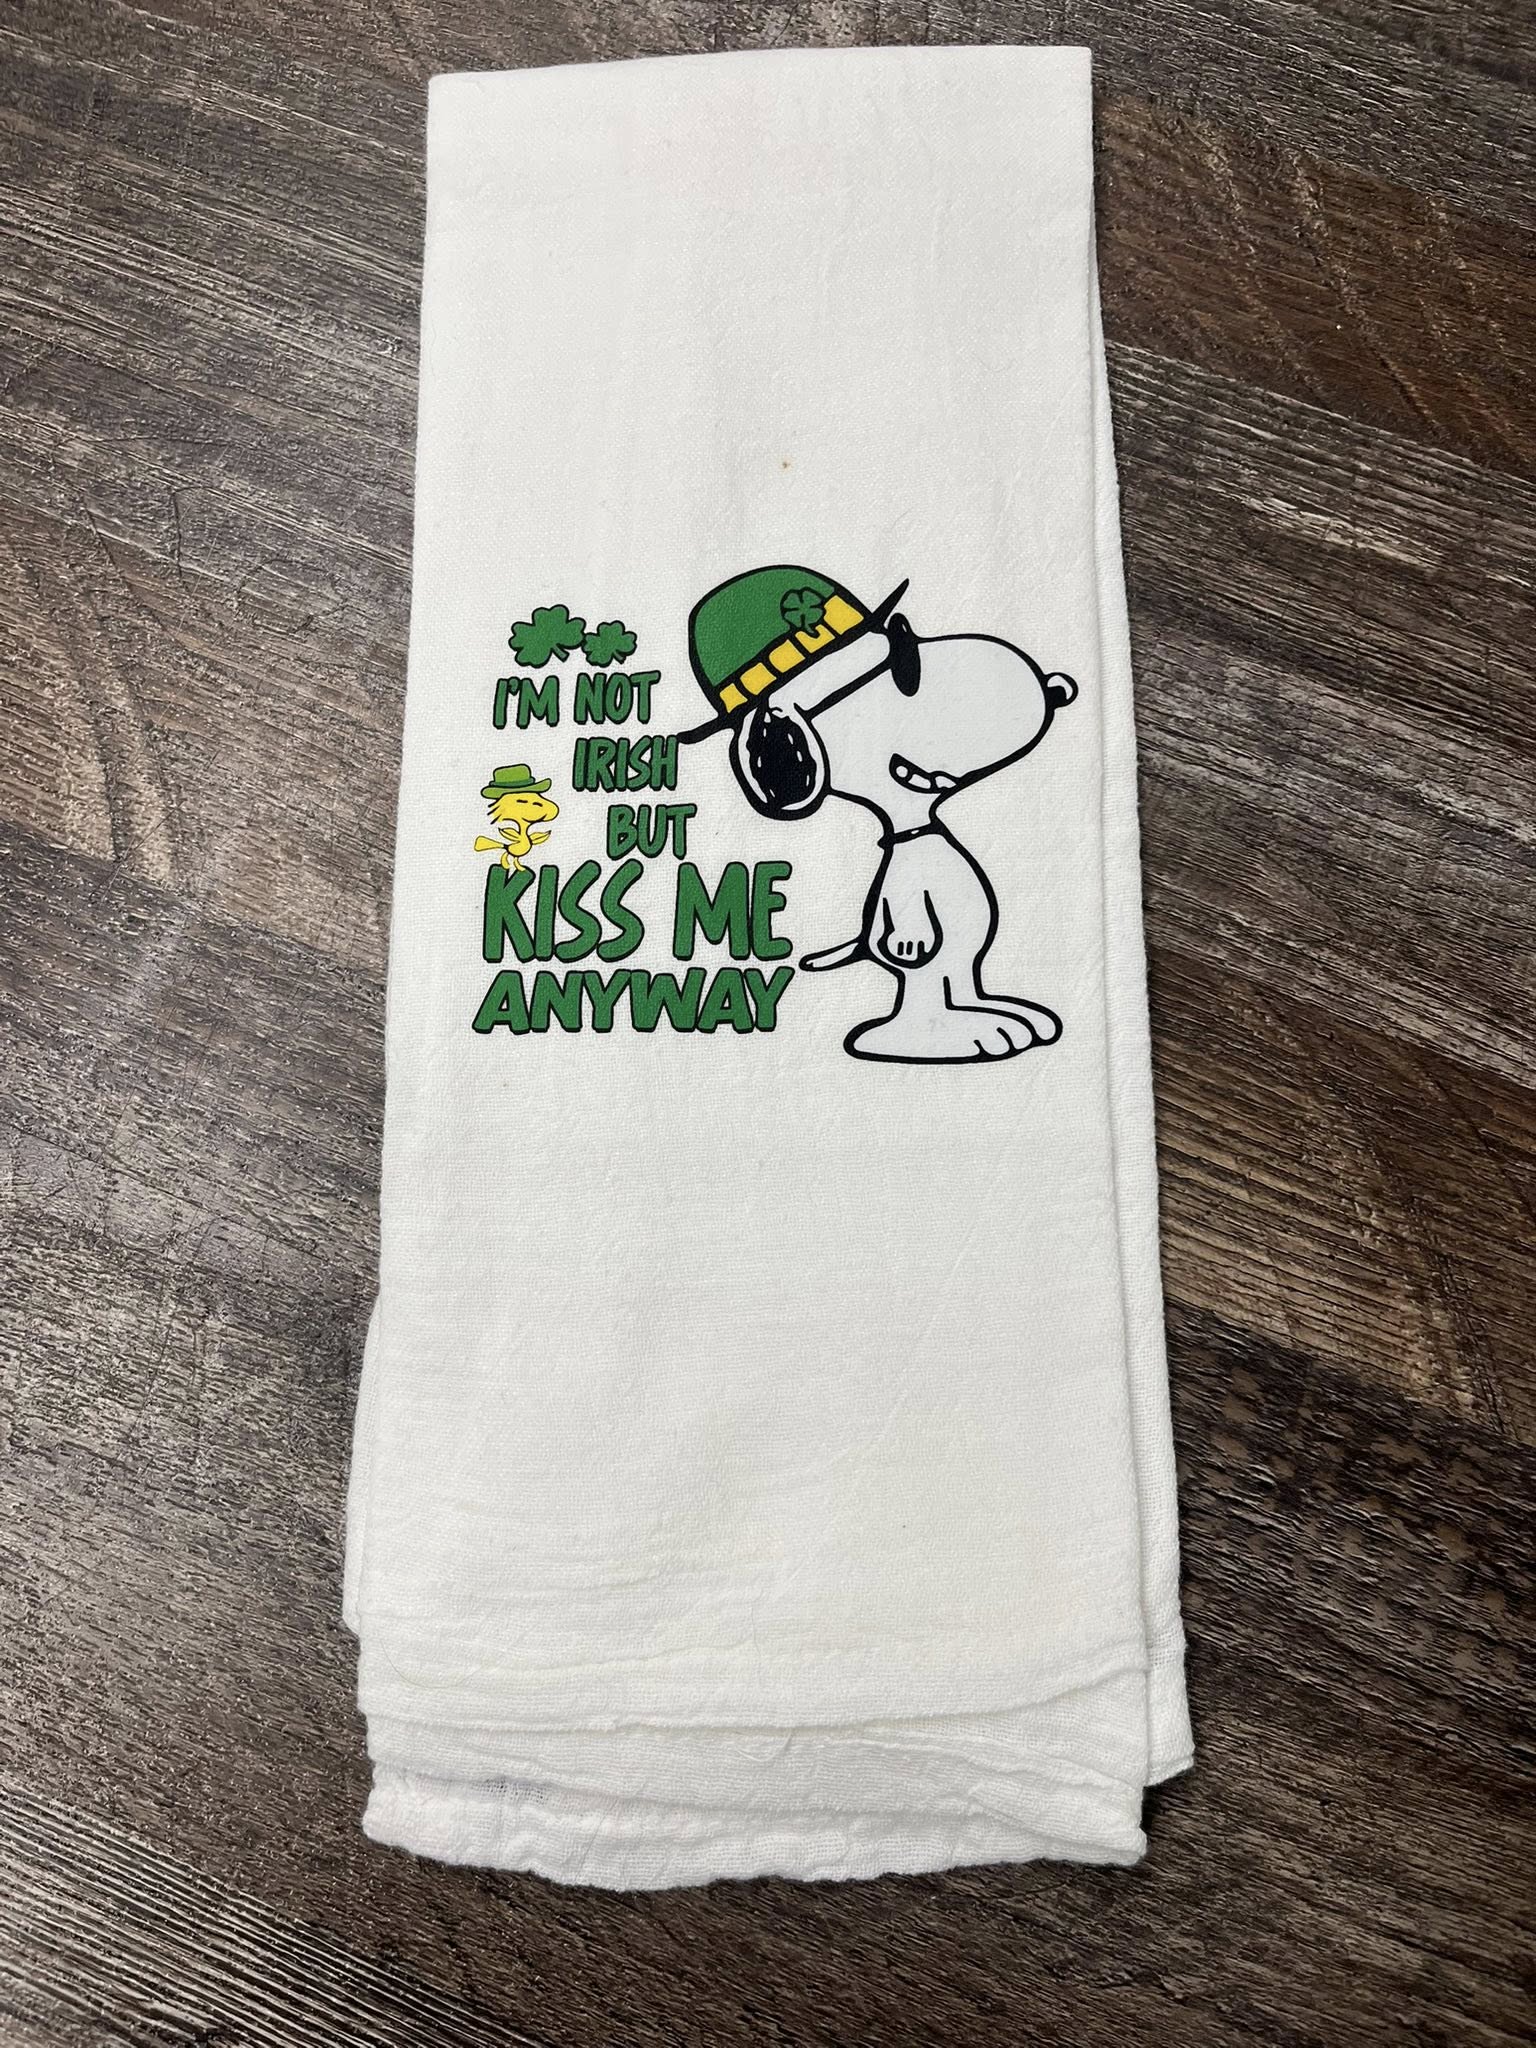 I'M NOT
IRISH
BUT
KISS ME
ANYWAY